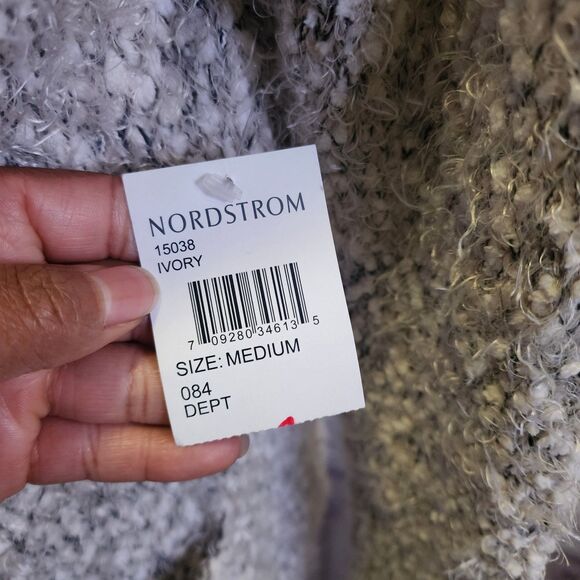 NORDSTROM
15038
IVORY
7 09280 34613 5
SIZE: MEDIUM
084
DEPT